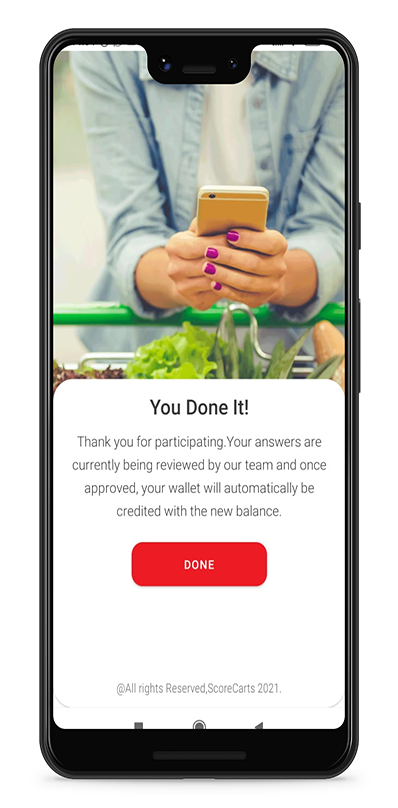 You Done It!
Thank you for participating.Your answers are
currently being reviewed by our team and once
approved, your wallet will automatically be
credited with the new balance.
DONE
@All rights Reserved,ScoreCarts 2021.